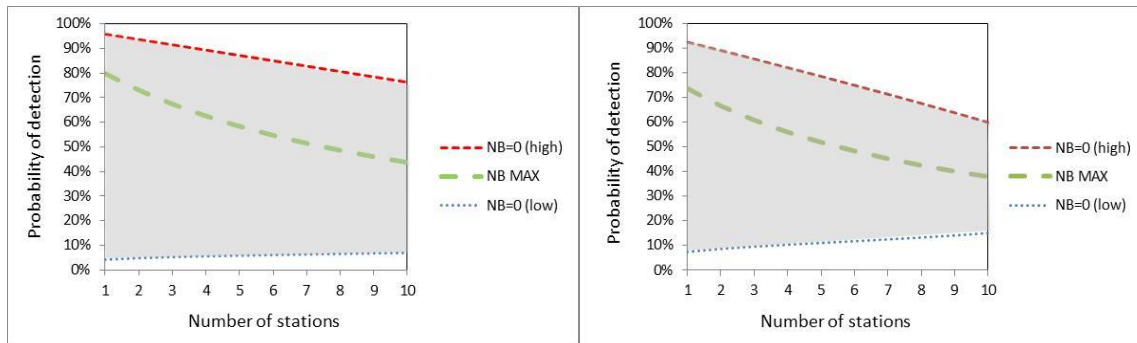 100%
90%
80%
70%
60%
50%
40%
30%
20%
10%
0%
Probability of detection
1 2 3 4 5 6 7 8 9 10
Number of stations
NB=0 (high)
NB MAX
NB=0 (low)
100%
90%
80%
70%
60%
50%
40%
30%
20%
10%
0%
Probability of detection
1 2 3 4 5 6 7 8 9 10
Number of stations
NB=0 (high)
NB MAX
NB=0 (low)